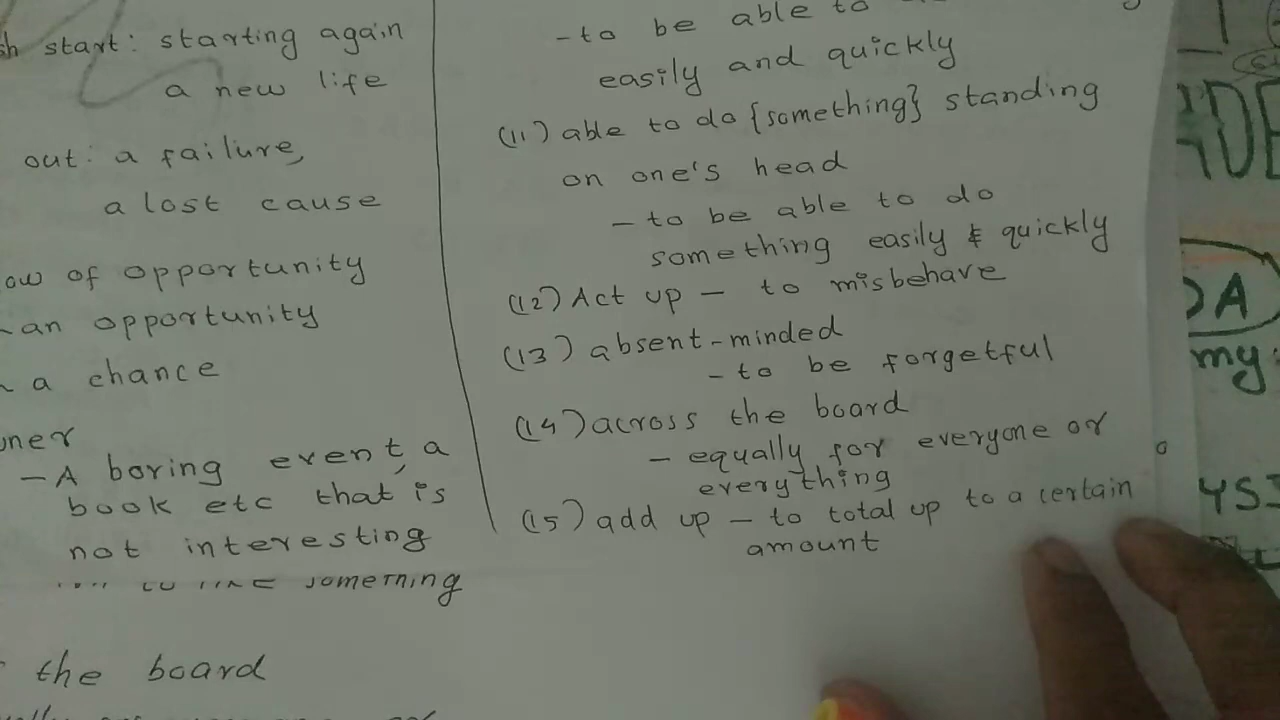 start: starting again
a new life
out: a failure,
a lost cause
of opportunity
an opportunity
a chance
- A boring event, a
book etc that is
not interesting
something
the board
- to be able to
easily and quickly
(11) able to do {something} standing
on one's head
- to be able to do
something easily & quickly
(12) Act up - to misbehave
(13) absent-minded
- to be forgetful
(14) across the board
- equally for everyone or
everything
(15) add up - to total up to a certain
amount
DA
my
YS